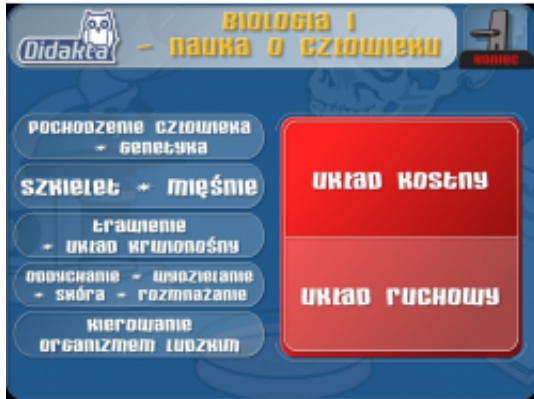 Didakta
BIOLOGIA I
- NAUKA O CZŁOWIEKU
KONIEC
POCHODZENIE CZŁOWIEKA
- GENETYKA
SZKIELET - MIĘŚNIE
TRAWIENIE
- UKŁAD KRWIONOŚNY
ODDYCHANIE - WYDZIELANIE
- SKÓRA - ROZMNAŻANIE
KIEROWANIE
ORGANIZMEM LUDZKIM
UKŁAD KOSTNY
UKŁAD RUCHOWY